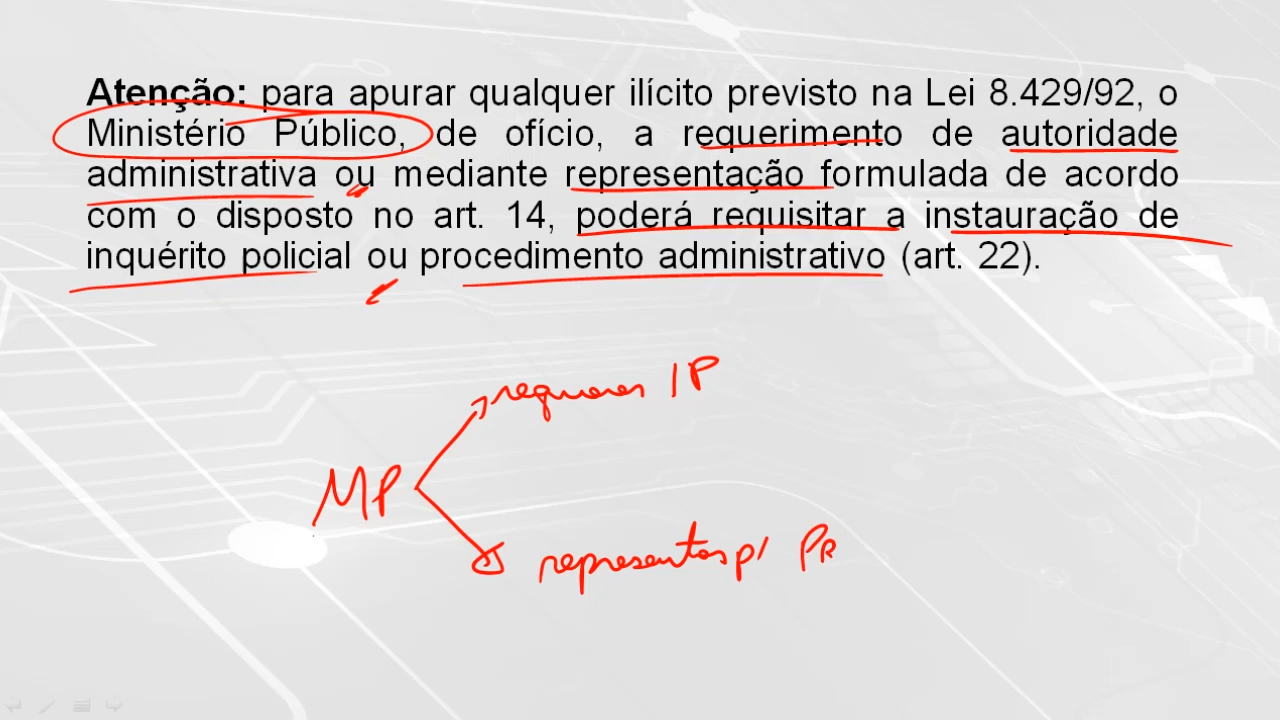 Atenção: para apurar qualquer ilícito previsto na Lei 8.429/92, o
Ministério Público, de ofício, a requerimento de autoridade
administrativa ou mediante representação formulada de acordo
com o disposto no art. 14, poderá requisitar a instauração de
inquérito policial ou procedimento administrativo (art. 22).
requerer IP
MP
representar p/ PR